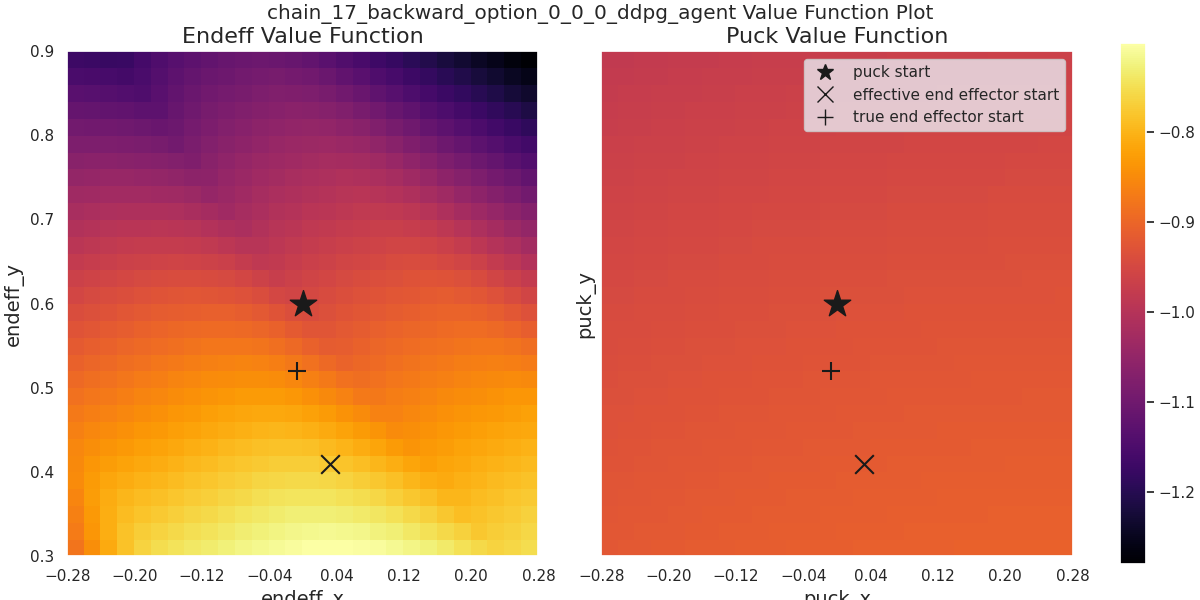 chain_17_backward_option_0_0_0_ddpg_agent Value Function Plot
Endeff Value Function
Puck Value Function
puck start
effective end effector start
true end effector start
0.9
0.8
0.7
0.6
0.5
0.4
0.3
endeff_y
puck_y
−0.28 −0.20 −0.12 −0.04 0.04 0.12 0.20 0.28
−0.28 −0.20 −0.12 −0.04 0.04 0.12 0.20 0.28
endeff_x
puck_x
−0.8
−0.9
−1.0
−1.1
−1.2